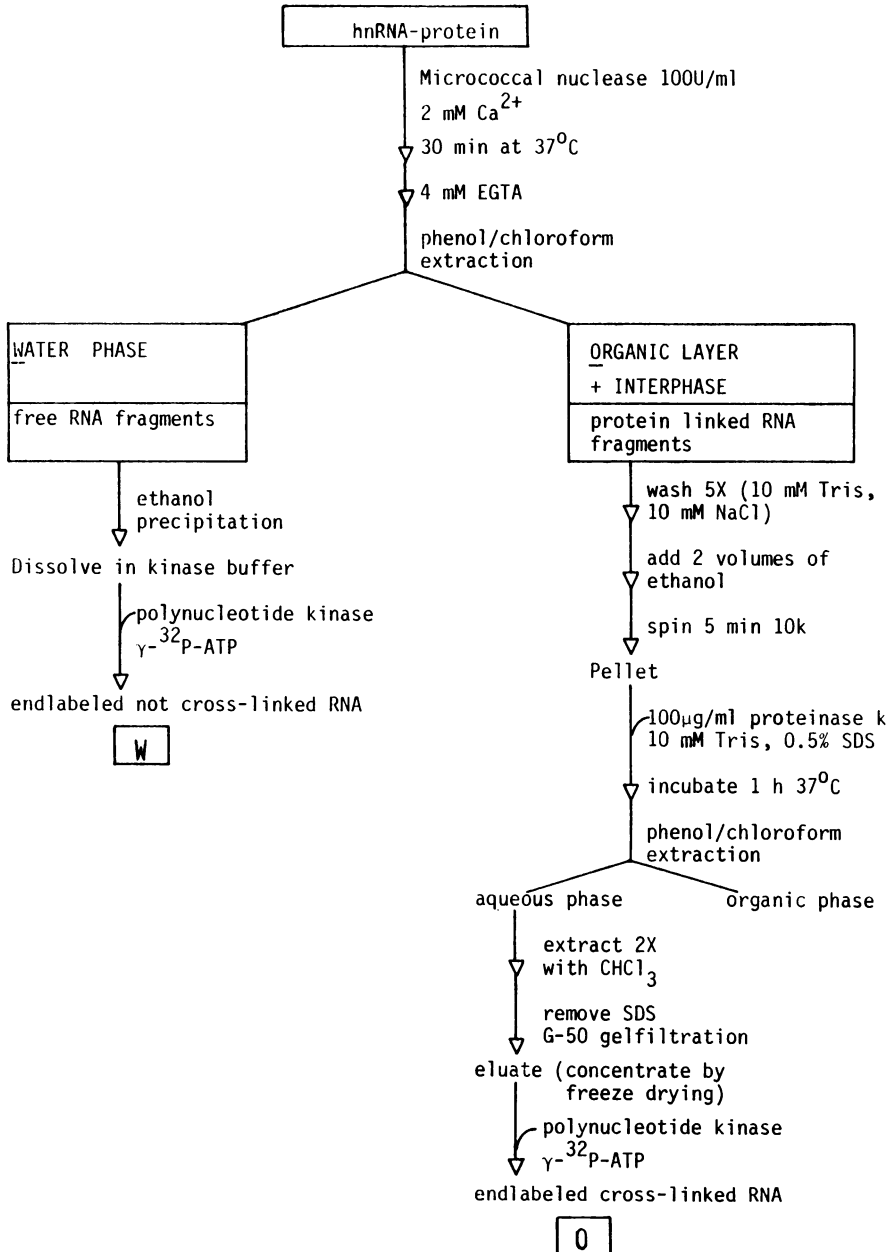 hnRNA-protein
Micrococcal nuclease 100U/ml
2 mM Ca2+
30 min at 37°C
4 mM EGTA
phenol/chloroform
extraction
WATER PHASE
free RNA fragments
ethanol
precipitation
Dissolve in kinase buffer
polynucleotide kinase
γ-32P-ATP
endlabeled not cross-linked RNA
W
ORGANIC LAYER
+ INTERPHASE
protein linked RNA
fragments
wash 5X (10 mM Tris,
10 mM NaCl)
add 2 volumes of
ethanol
spin 5 min 10k
Pellet
100µg/ml proteinase k
10 mM Tris, 0.5% SDS
incubate 1 h 37°C
phenol/chloroform
extraction
aqueous phase
organic phase
extract 2X
with CHCl3
remove SDS
G-50 gelfiltration
eluate (concentrate by
freeze drying)
polynucleotide kinase
γ-32P-ATP
endlabeled cross-linked RNA
O